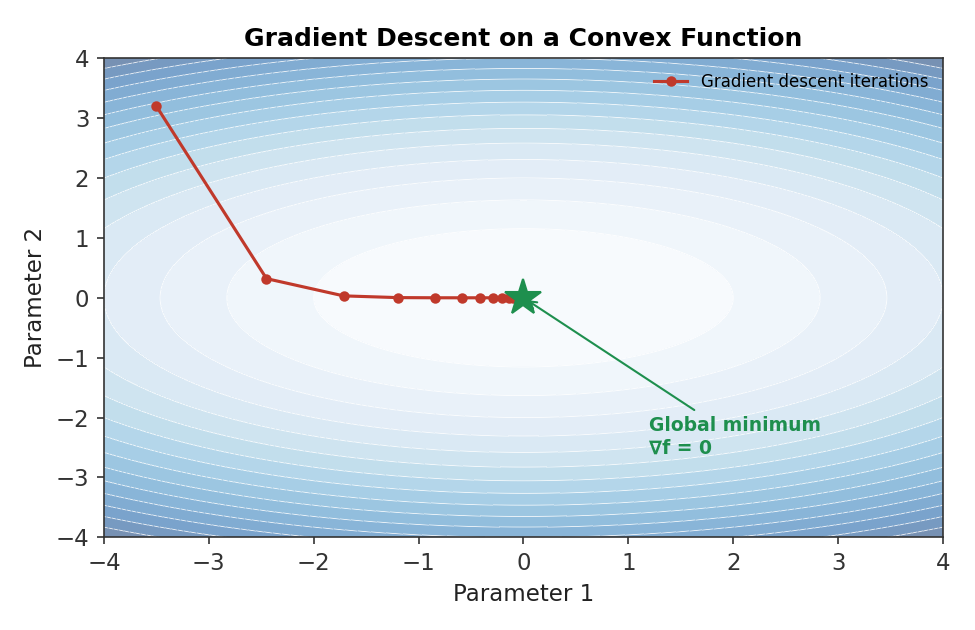 Gradient Descent on a Convex Function
Gradient descent iterations
Parameter 2
4
3
2
1
0
−1
−2
−3
−4
Global minimum
∇f = 0
−4 −3 −2 −1 0 1 2 3 4
Parameter 1